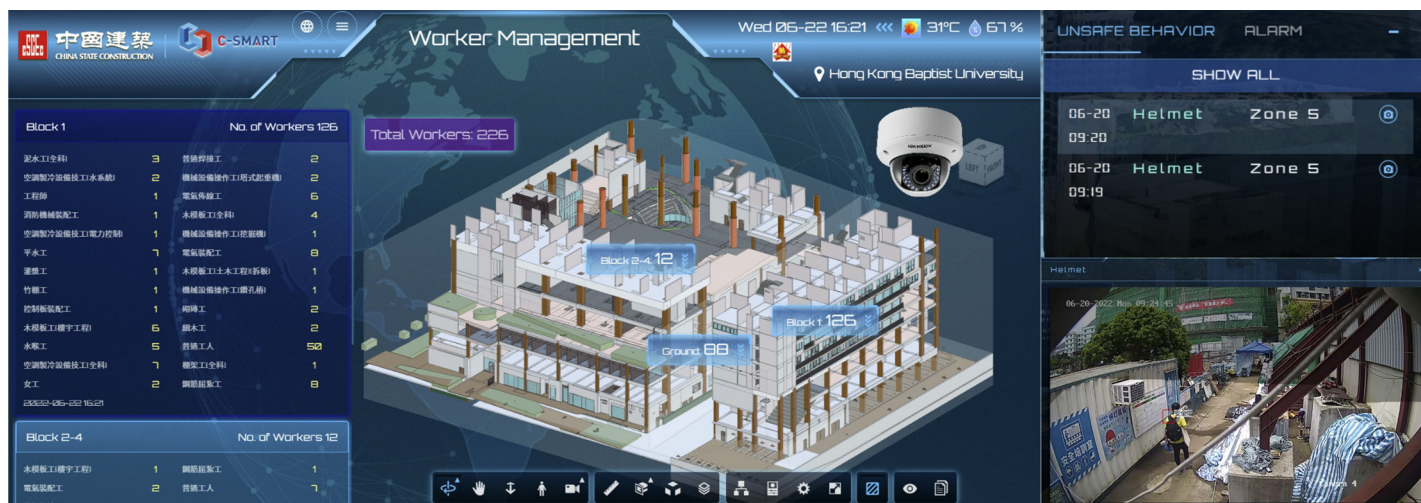 中國建築
CHINA STATE CONSTRUCTION
C-SMART
Worker Management
Wed 06-22 16:21
31°C
67 %
Hong Kong Baptist University
Block 1
No. of Workers 126
泥水工(全科) 3
普通焊接工 2
空調製冷設備技工(水系統) 2
機械設備操作工(塔式起重機) 2
工程師 1
電氣佈線工 6
消防機械裝配工 1
木模板工(全科) 4
空調製冷設備技工(電力控制) 1
機械設備操作工(挖掘機) 1
平水工 7
電氣裝配工 8
灌漿工 1
木模板工(土木工程)(拆板) 1
竹棚工 1
機械設備操作工(鑽孔樁) 1
控制板裝配工 1
砌磚工 2
木模板工(樓宇工程) 6
細木工 2
水喉工 5
普通工人 50
空調製冷設備技工(全科) 7
棚架工(全科) 1
女工 2
鋼筋屈紮工 8
2022-06-22 16:21
Block 2-4
No. of Workers 12
木模板工(樓宇工程) 1
鋼筋屈紮工 1
電氣裝配工 2
普通工人 7
Total Workers: 226
HIKVISION
LEFT
FRONT
Block 2-4: 12
Block 1: 126
Ground: 88
UNSAFE BEHAVIOR
ALARM
SHOW ALL
06-20
09:20
Helmet
Zone 5
06-20
09:19
Helmet
Zone 5
Helmet
06-20-2022 Mon 09:24:45
安全培訓室
Camera 4